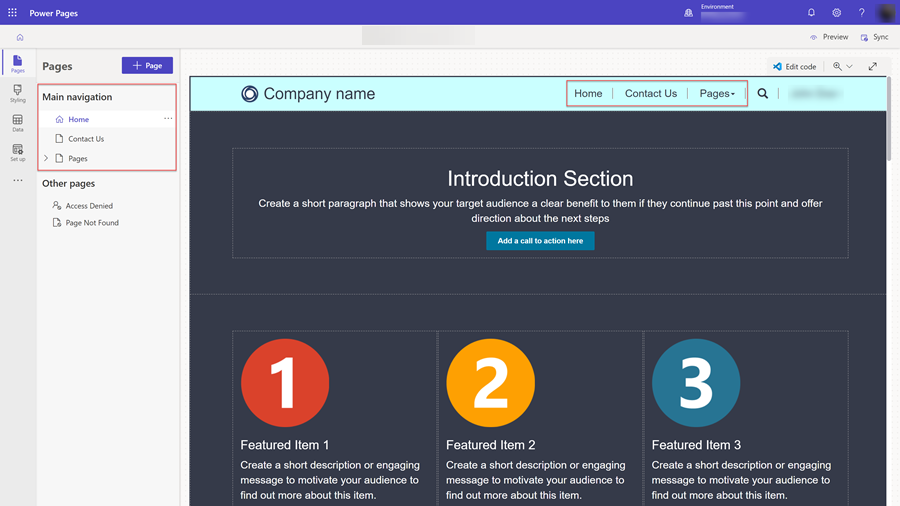 Power Pages
Environment
Preview
Sync
Pages
Styling
Data
Set up
Pages
+ Page
Main navigation
Home
Contact Us
Pages
Other pages
Access Denied
Page Not Found
Edit code
Company name
Home
Contact Us
Pages
Introduction Section
Create a short paragraph that shows your target audience a clear benefit to them if they continue past this point and offer
direction about the next steps
Add a call to action here
1
2
3
Featured Item 1
Create a short description or engaging
message to motivate your audience to
find out more about this item.
Featured Item 2
Create a short description or engaging
message to motivate your audience to
find out more about this item.
Featured Item 3
Create a short description or engaging
message to motivate your audience to
find out more about this item.